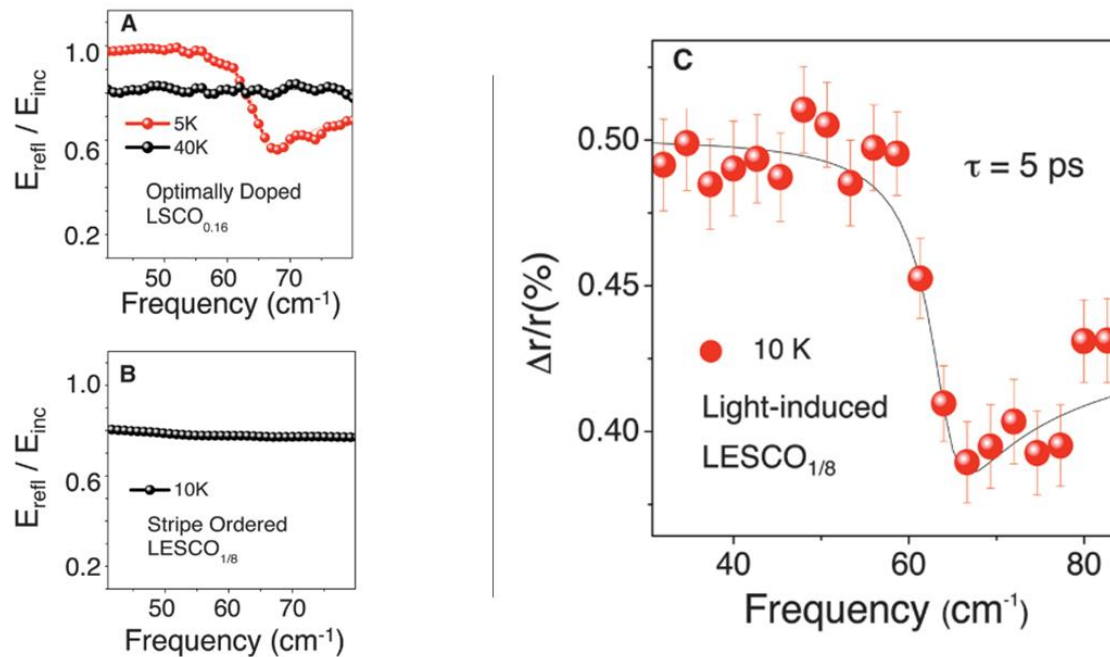 A
E_refl / E_inc
1.0
0.6
0.2
5K
40K
Optimally Doped
LSCO_0.16
50 60 70
Frequency (cm⁻¹)
B
E_refl / E_inc
1.0
0.6
0.2
10K
Stripe Ordered
LESCO_1/8
50 60 70
Frequency (cm⁻¹)
C
Δr/r(%)
0.50
0.45
0.40
τ = 5 ps
10 K
Light-induced
LESCO_1/8
40 60 80
Frequency (cm⁻¹)